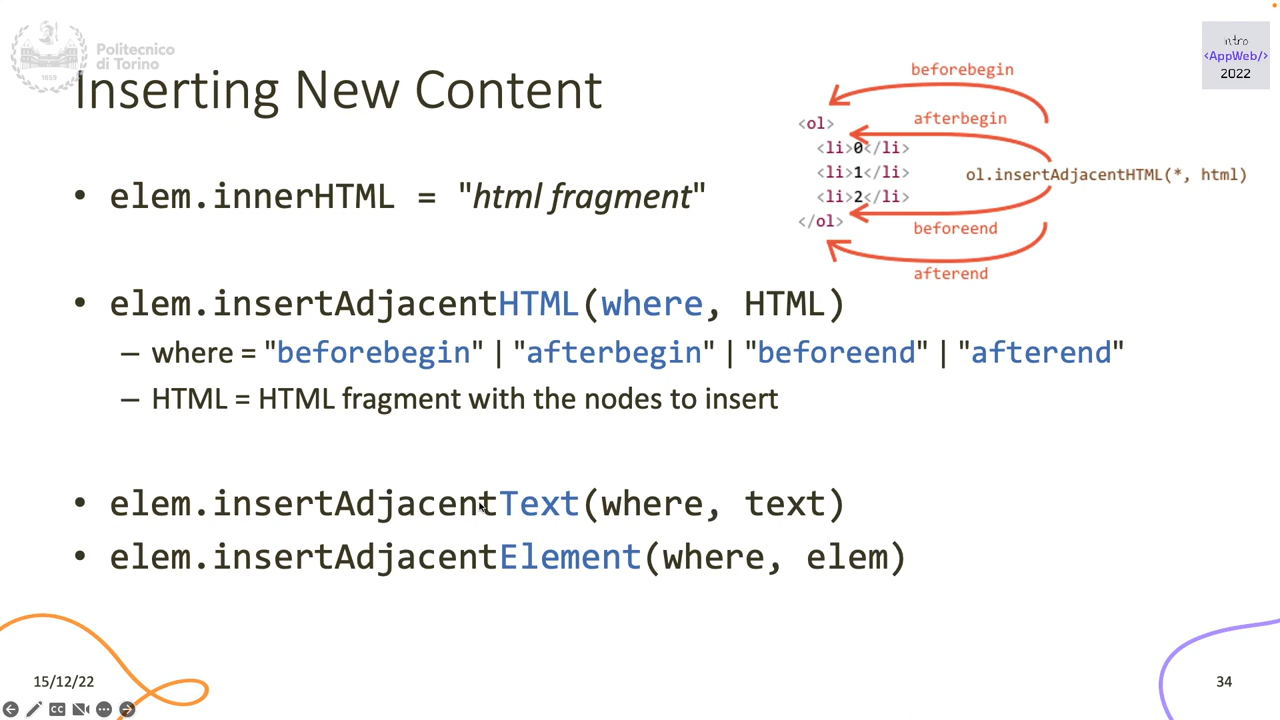 Politecnico
di Torino
1859
Inserting New Content
ntro
<AppWeb/>
2022
• elem.innerHTML = "html fragment"
beforebegin
<ol>
afterbegin
<li>0</li>
<li>1</li>
ol.insertAdjacentHTML(*, html)
<li>2</li>
</ol>
beforeend
afterend
• elem.insertAdjacentHTML(where, HTML)
– where = "beforebegin" | "afterbegin" | "beforeend" | "afterend"
– HTML = HTML fragment with the nodes to insert
• elem.insertAdjacentText(where, text)
• elem.insertAdjacentElement(where, elem)
15/12/22
34
CC